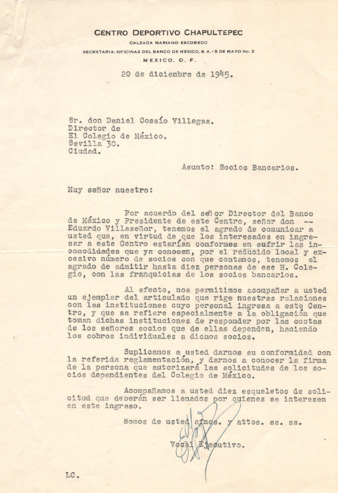 CENTRO DEPORTIVO CHAPULTEPEC
CALZADA MARIANO ESCOBEDO
SECRETARIA: OFICINAS DEL BANCO DE MEXICO, S. A. - 5 DE MAYO No. 2
MEXICO, D. F.
20 de diciembre de 1945.
Sr. don Daniel Cossío Villegas.
Director de
El Colegio de México.
Sevilla 30.
Ciudad.
Asunto: Socios Bancarios.
Muy señor nuestro:
Por acuerdo del señor Director del Banco
de México y Presidente de este Centro, señor don --
Eduardo Villaseñor, tenemos el agrado de comunicar a
usted que, en virtud de que los interesados en ingre-
sar a este Centro estarían conformes en sufrir las in-
comodidades que ya conocen, por el reducido local y ex-
cesivo número de socios con que contamos, tenemos el
agrado de admitir hasta diez personas de ese H. Cole-
gio, con las franquicias de los socios bancarios.
Al efecto, nos permitimos acompañar a usted
un ejemplar del articulado que rige nuestras relaciones
con las instituciones cuyo personal ingresa a este Cen-
tro, y que se refiere especialmente a la obligación que
toman dichas instituciones de responder por las cuotas
de los señores socios que de ellas dependen, haciendo
los cobros individuales a dichos socios.
Suplicamos a usted darnos su conformidad con
la referida reglamentación, y darnos a conocer la firma
de la persona que autorizará las solicitudes de los so-
cios dependientes del Colegio de México.
Acompañamos a usted diez esqueletos de soli-
citud que deberán ser llenados por quienes se interesen
en este ingreso.
Somos de usted afmos. y attos. ss. ss.
Vocal Ejecutivo.
LC.